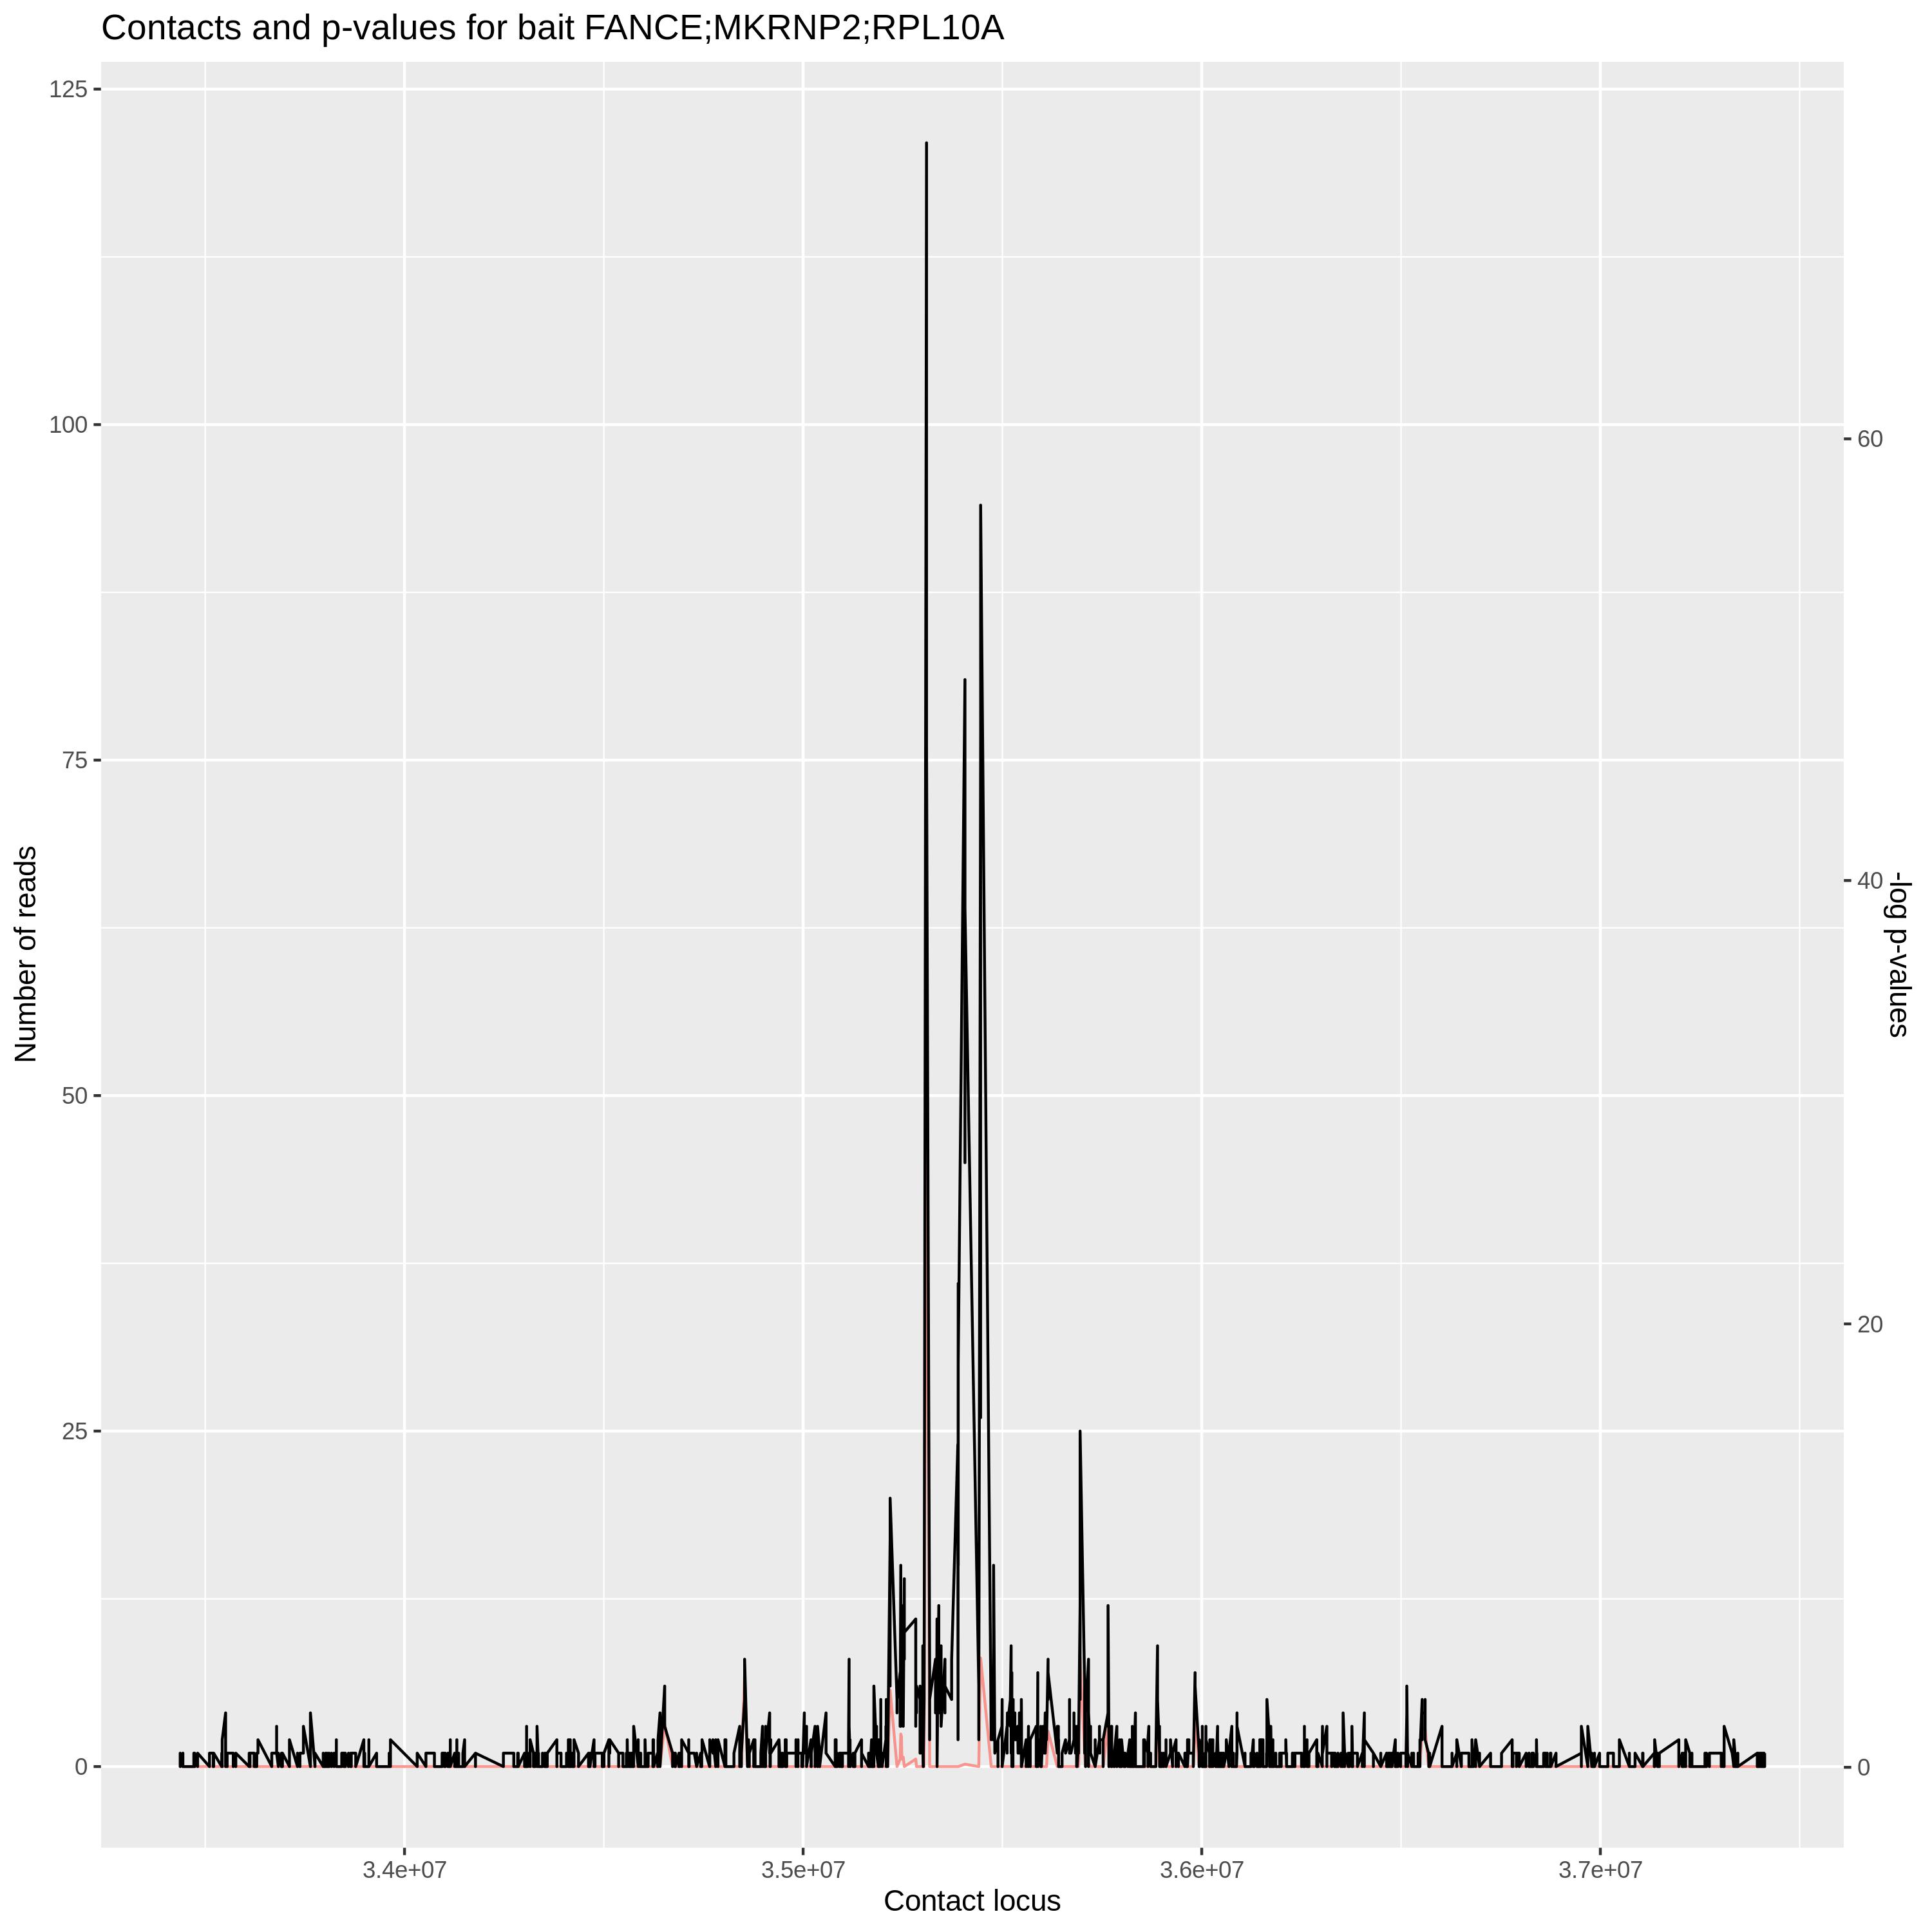 Contacts and p-values for bait FANCE;MKRNP2;RPL10A
125
100
75
50
25
0
Number of reads
60
40
20
0
-log p-values
3.4e+07
3.5e+07
3.6e+07
3.7e+07
Contact locus